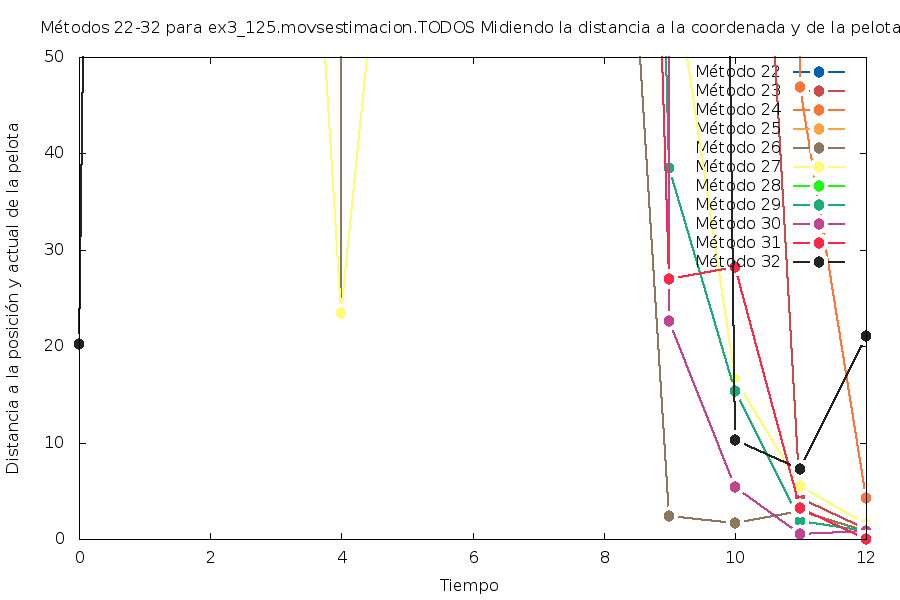 Métodos 22-32 para ex3_125.movsestimacion.TODOS Midiendo la distancia a la coordenada y de la pelota
Distancia a la posición y actual de la pelota
50
40
30
20
10
0
Método 22
Método 23
Método 24
Método 25
Método 26
Método 27
Método 28
Método 29
Método 30
Método 31
Método 32
0 2 4 6 8 10 12
Tiempo